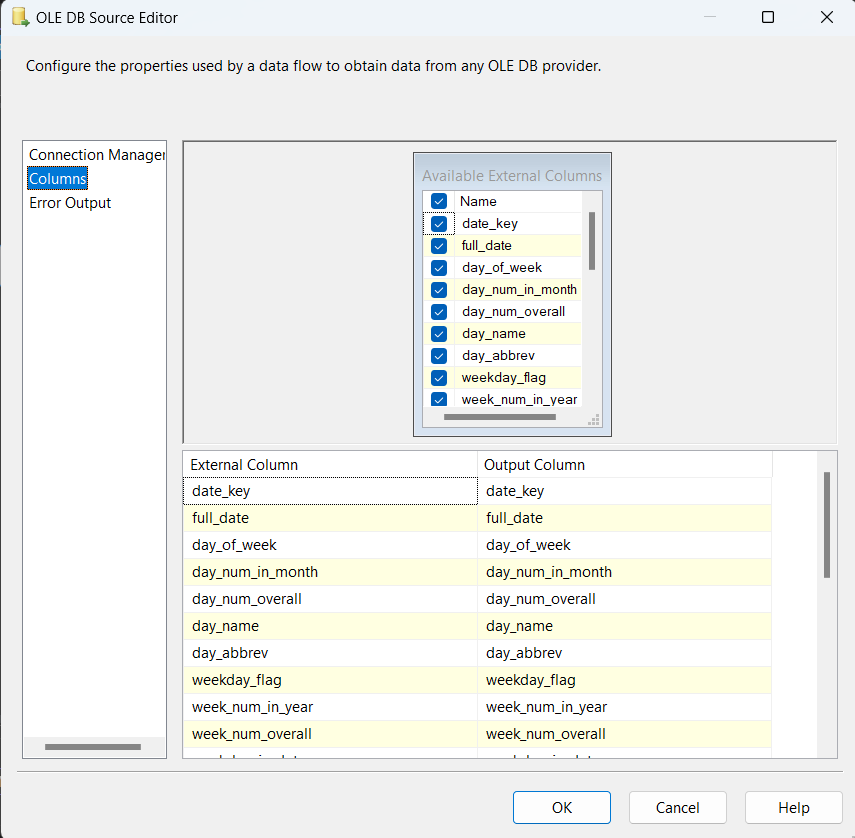 OLE DB Source Editor
Configure the properties used by a data flow to obtain data from any OLE DB provider.
Connection Manager
Columns
Error Output
Available External Columns
Name
date_key
full_date
day_of_week
day_num_in_month
day_num_overall
day_name
day_abbrev
weekday_flag
week_num_in_year
External Column Output Column
date_key date_key
full_date full_date
day_of_week day_of_week
day_num_in_month day_num_in_month
day_num_overall day_num_overall
day_name day_name
day_abbrev day_abbrev
weekday_flag weekday_flag
week_num_in_year week_num_in_year
week_num_overall week_num_overall
OK Cancel Help